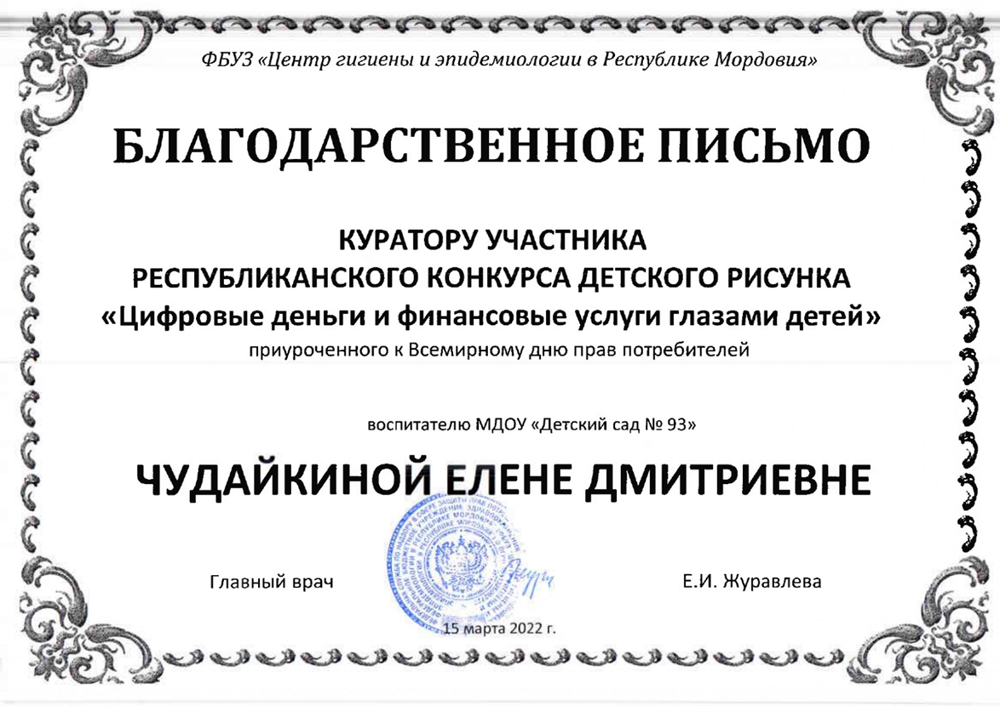 ФБУЗ «Центр гигиены и эпидемиологии в Республике Мордовия»
БЛАГОДАРСТВЕННОЕ ПИСЬМО
КУРАТОРУ УЧАСТНИКА
РЕСПУБЛИКАНСКОГО КОНКУРСА ДЕТСКОГО РИСУНКА
«Цифровые деньги и финансовые услуги глазами детей»
приуроченного к Всемирному дню прав потребителей
воспитателю МДОУ «Детский сад № 93»
ЧУДАЙКИНОЙ ЕЛЕНЕ ДМИТРИЕВНЕ
Главный врач
Е.И. Журавлева
15 марта 2022 г.